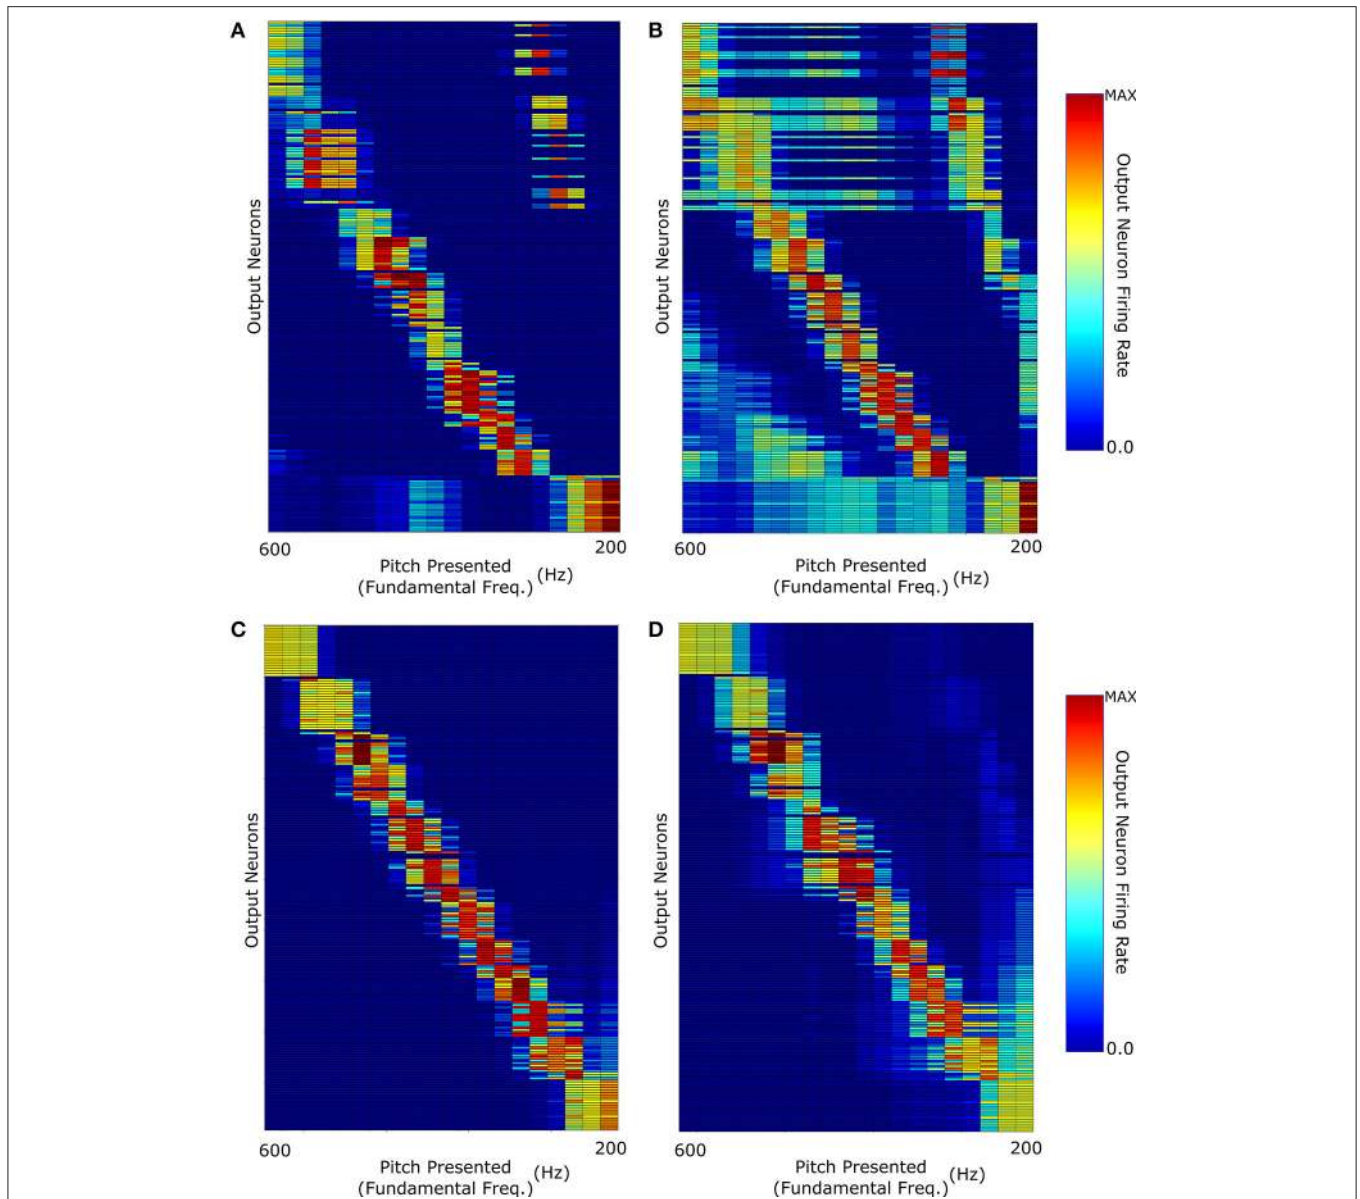 A
B
Output Neurons
Output Neurons
MAX
Output Neuron Firing Rate
0.0
600
200
600
200
Pitch Presented
(Fundamental Freq.) (Hz)
Pitch Presented
(Fundamental Freq.) (Hz)
C
D
Output Neurons
Output Neurons
MAX
Output Neuron Firing Rate
0.0
600
200
600
200
Pitch Presented
(Fundamental Freq.) (Hz)
Pitch Presented
(Fundamental Freq.) (Hz)